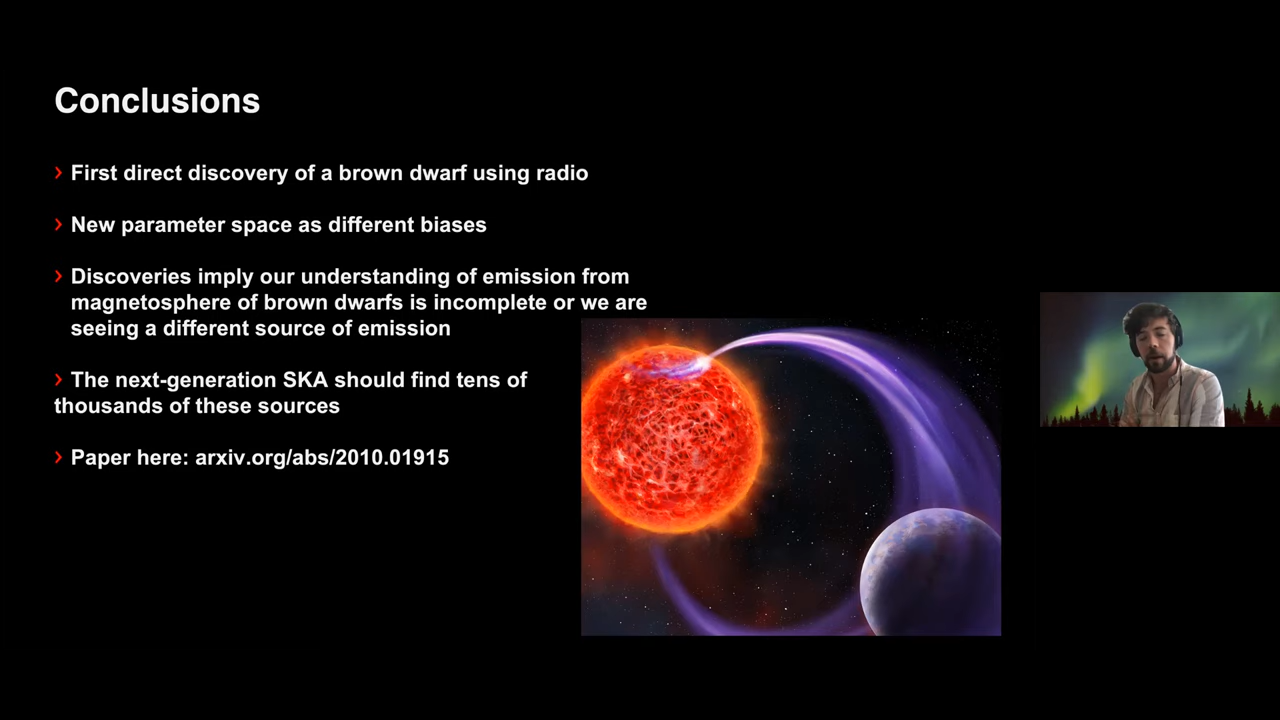 Conclusions
› First direct discovery of a brown dwarf using radio
› New parameter space as different biases
› Discoveries imply our understanding of emission from
magnetosphere of brown dwarfs is incomplete or we are
seeing a different source of emission
› The next-generation SKA should find tens of
thousands of these sources
› Paper here: arxiv.org/abs/2010.01915